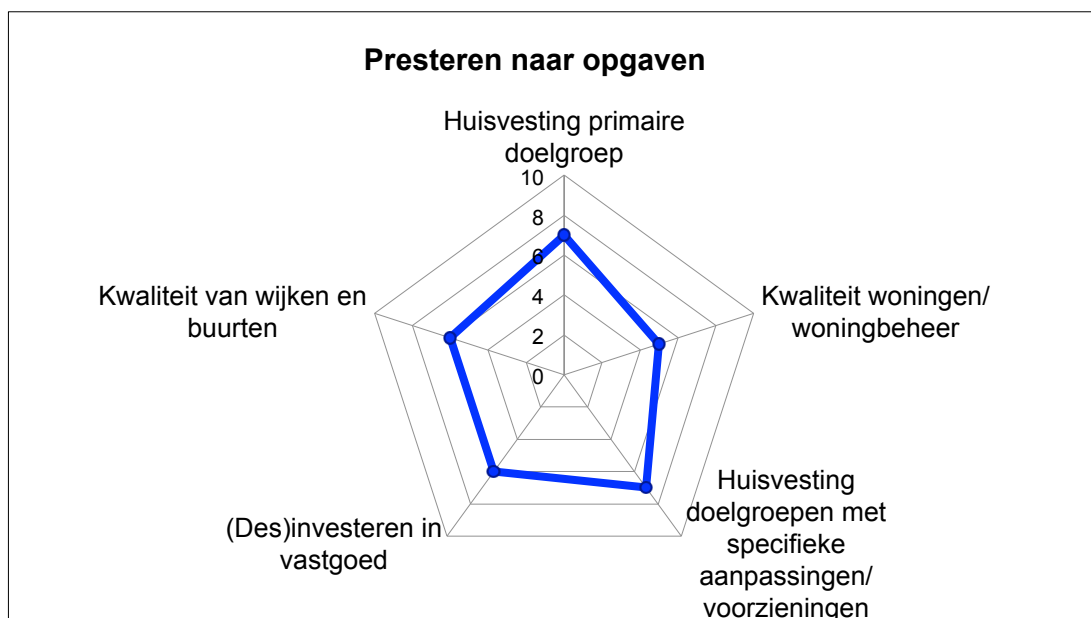 Presteren naar opgaven
Huisvesting primaire
doelgroep
10
8
6
4
2
0
Kwaliteit van wijken en
buurten
Kwaliteit woningen/
woningbeheer
(Des)investeren in
vastgoed
Huisvesting
doelgroepen met
specifieke
aanpassingen/
voorzieningen